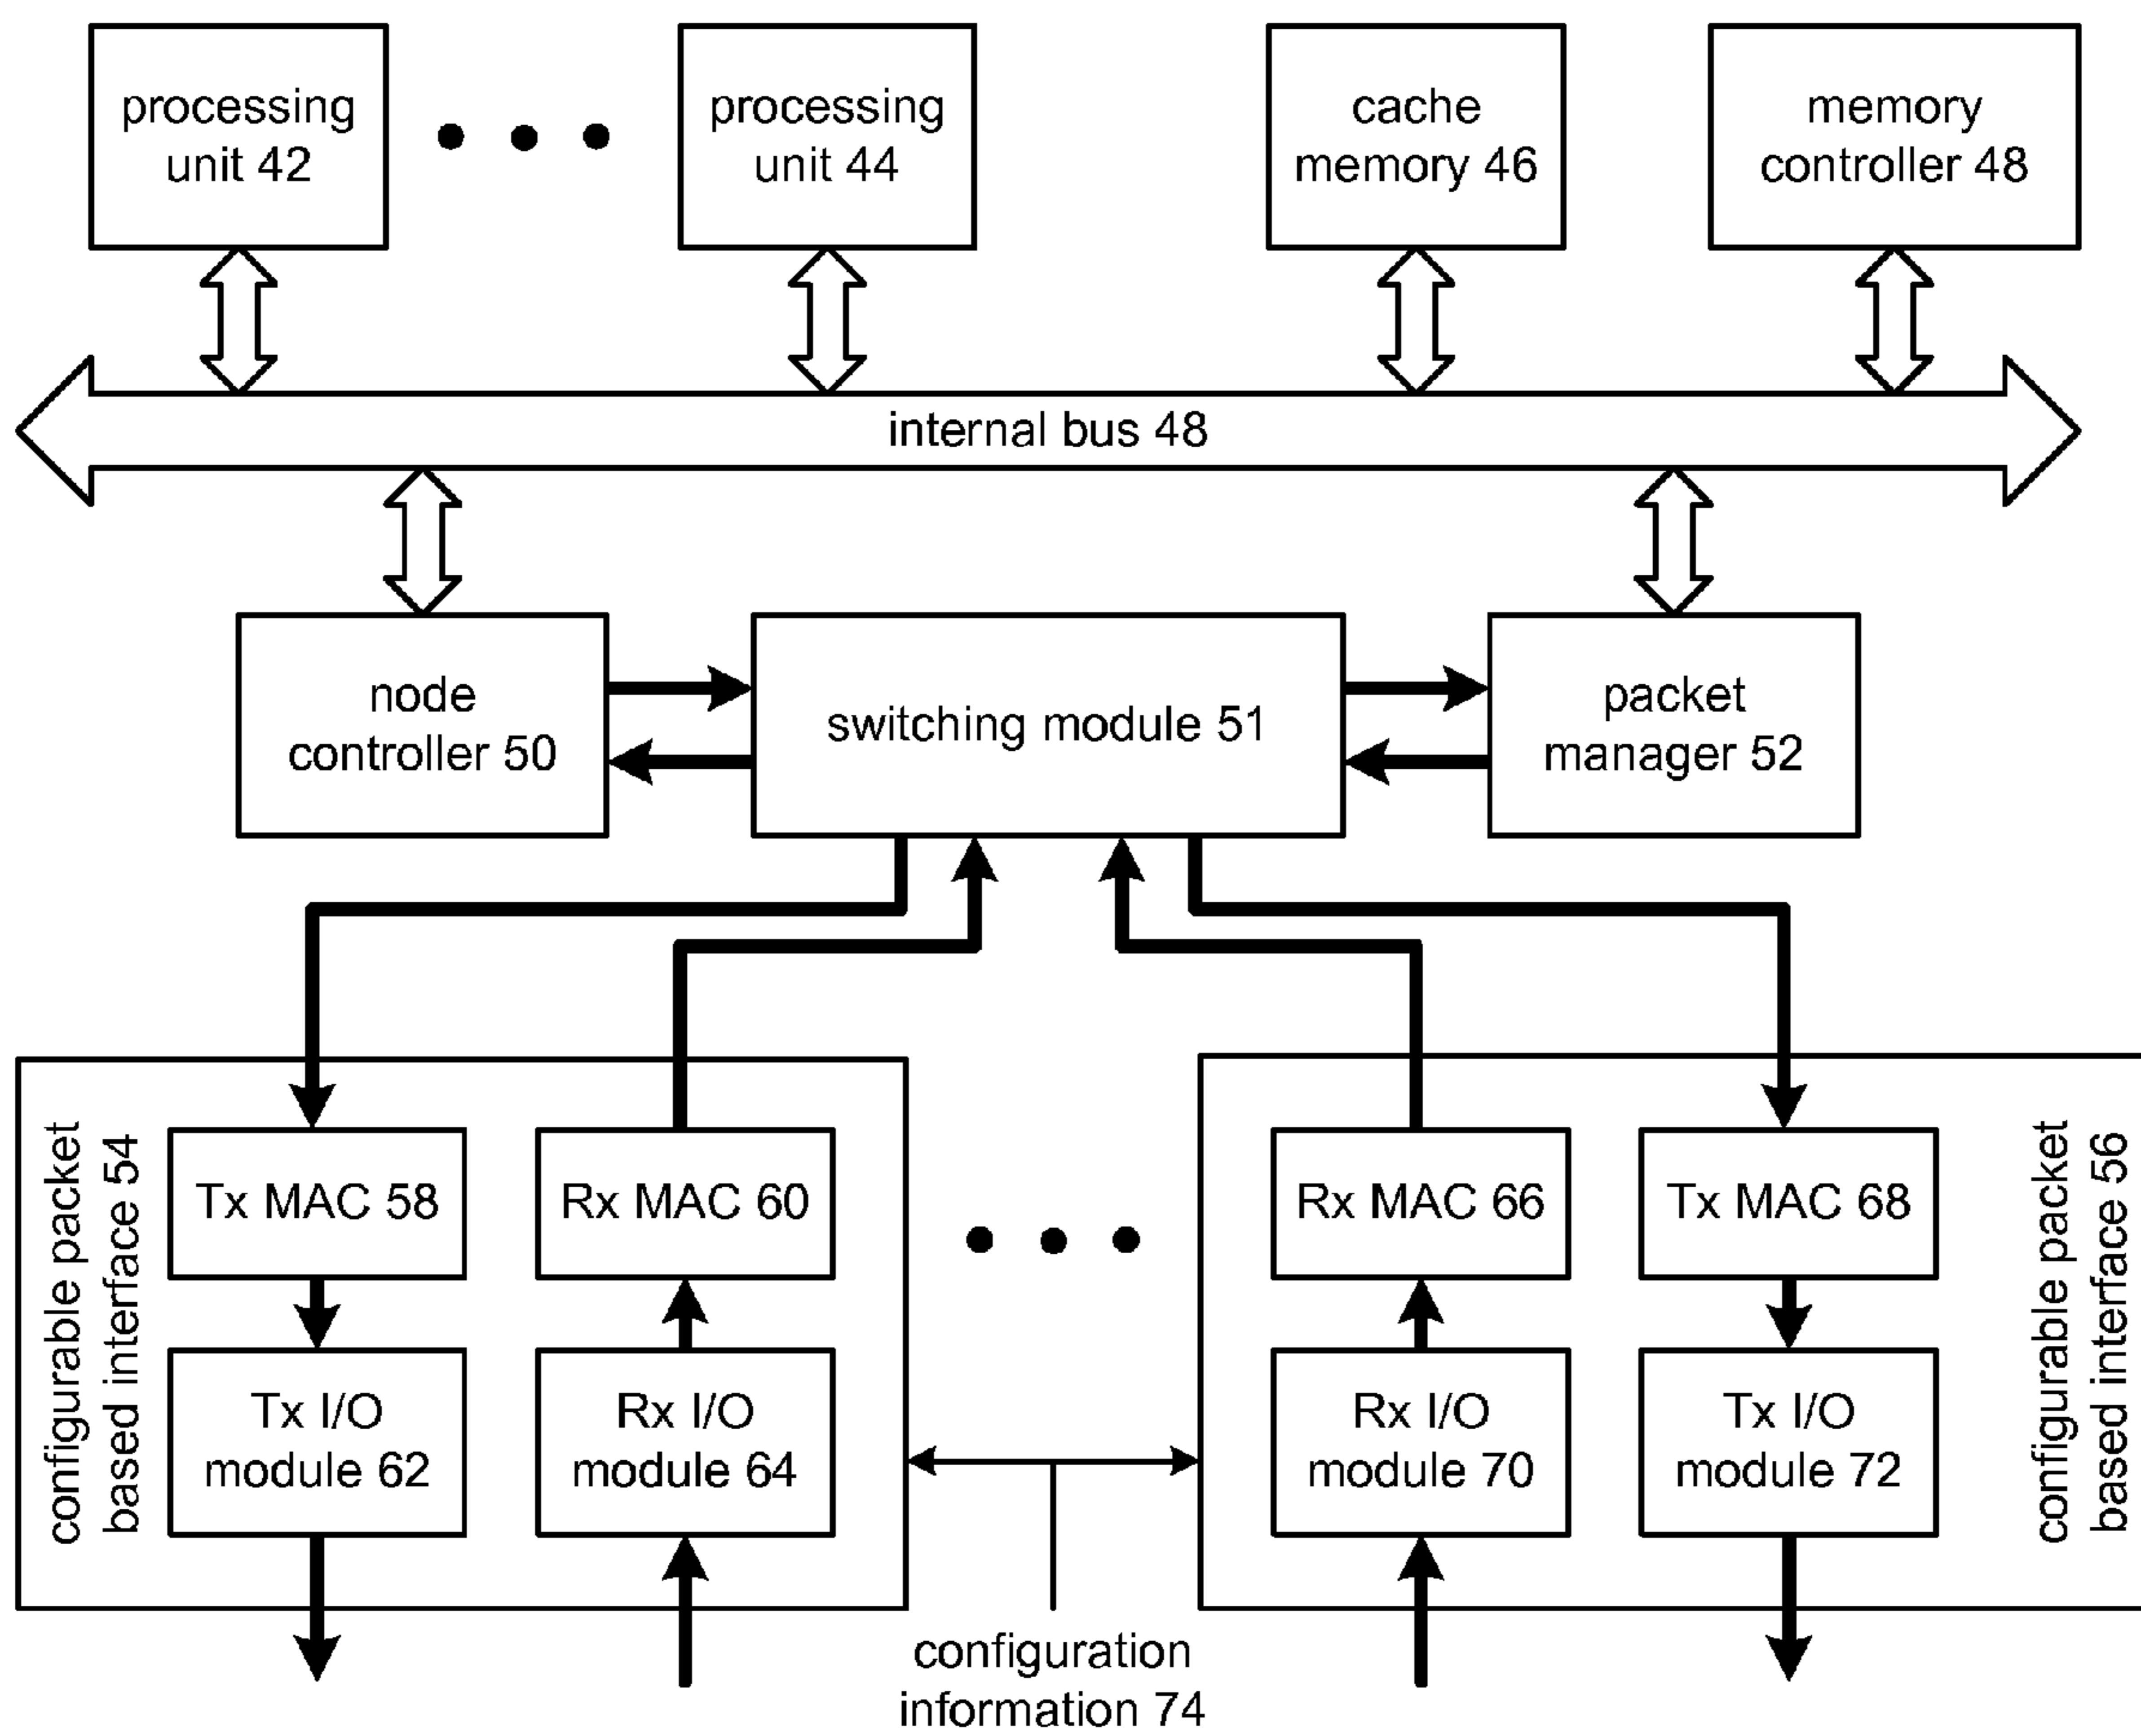 processing
unit 42
processing
unit 44
cache
memory 46
memory
controller 48
internal bus 48
node
controller 50
switching module 51
packet
manager 52
configurable packet
based interface 54
Tx MAC 58
Rx MAC 60
Tx I/O
module 62
Rx I/O
module 64
Rx MAC 66
Tx MAC 68
Rx I/O
module 70
Tx I/O
module 72
configurable packet
based interface 56
configuration
information 74